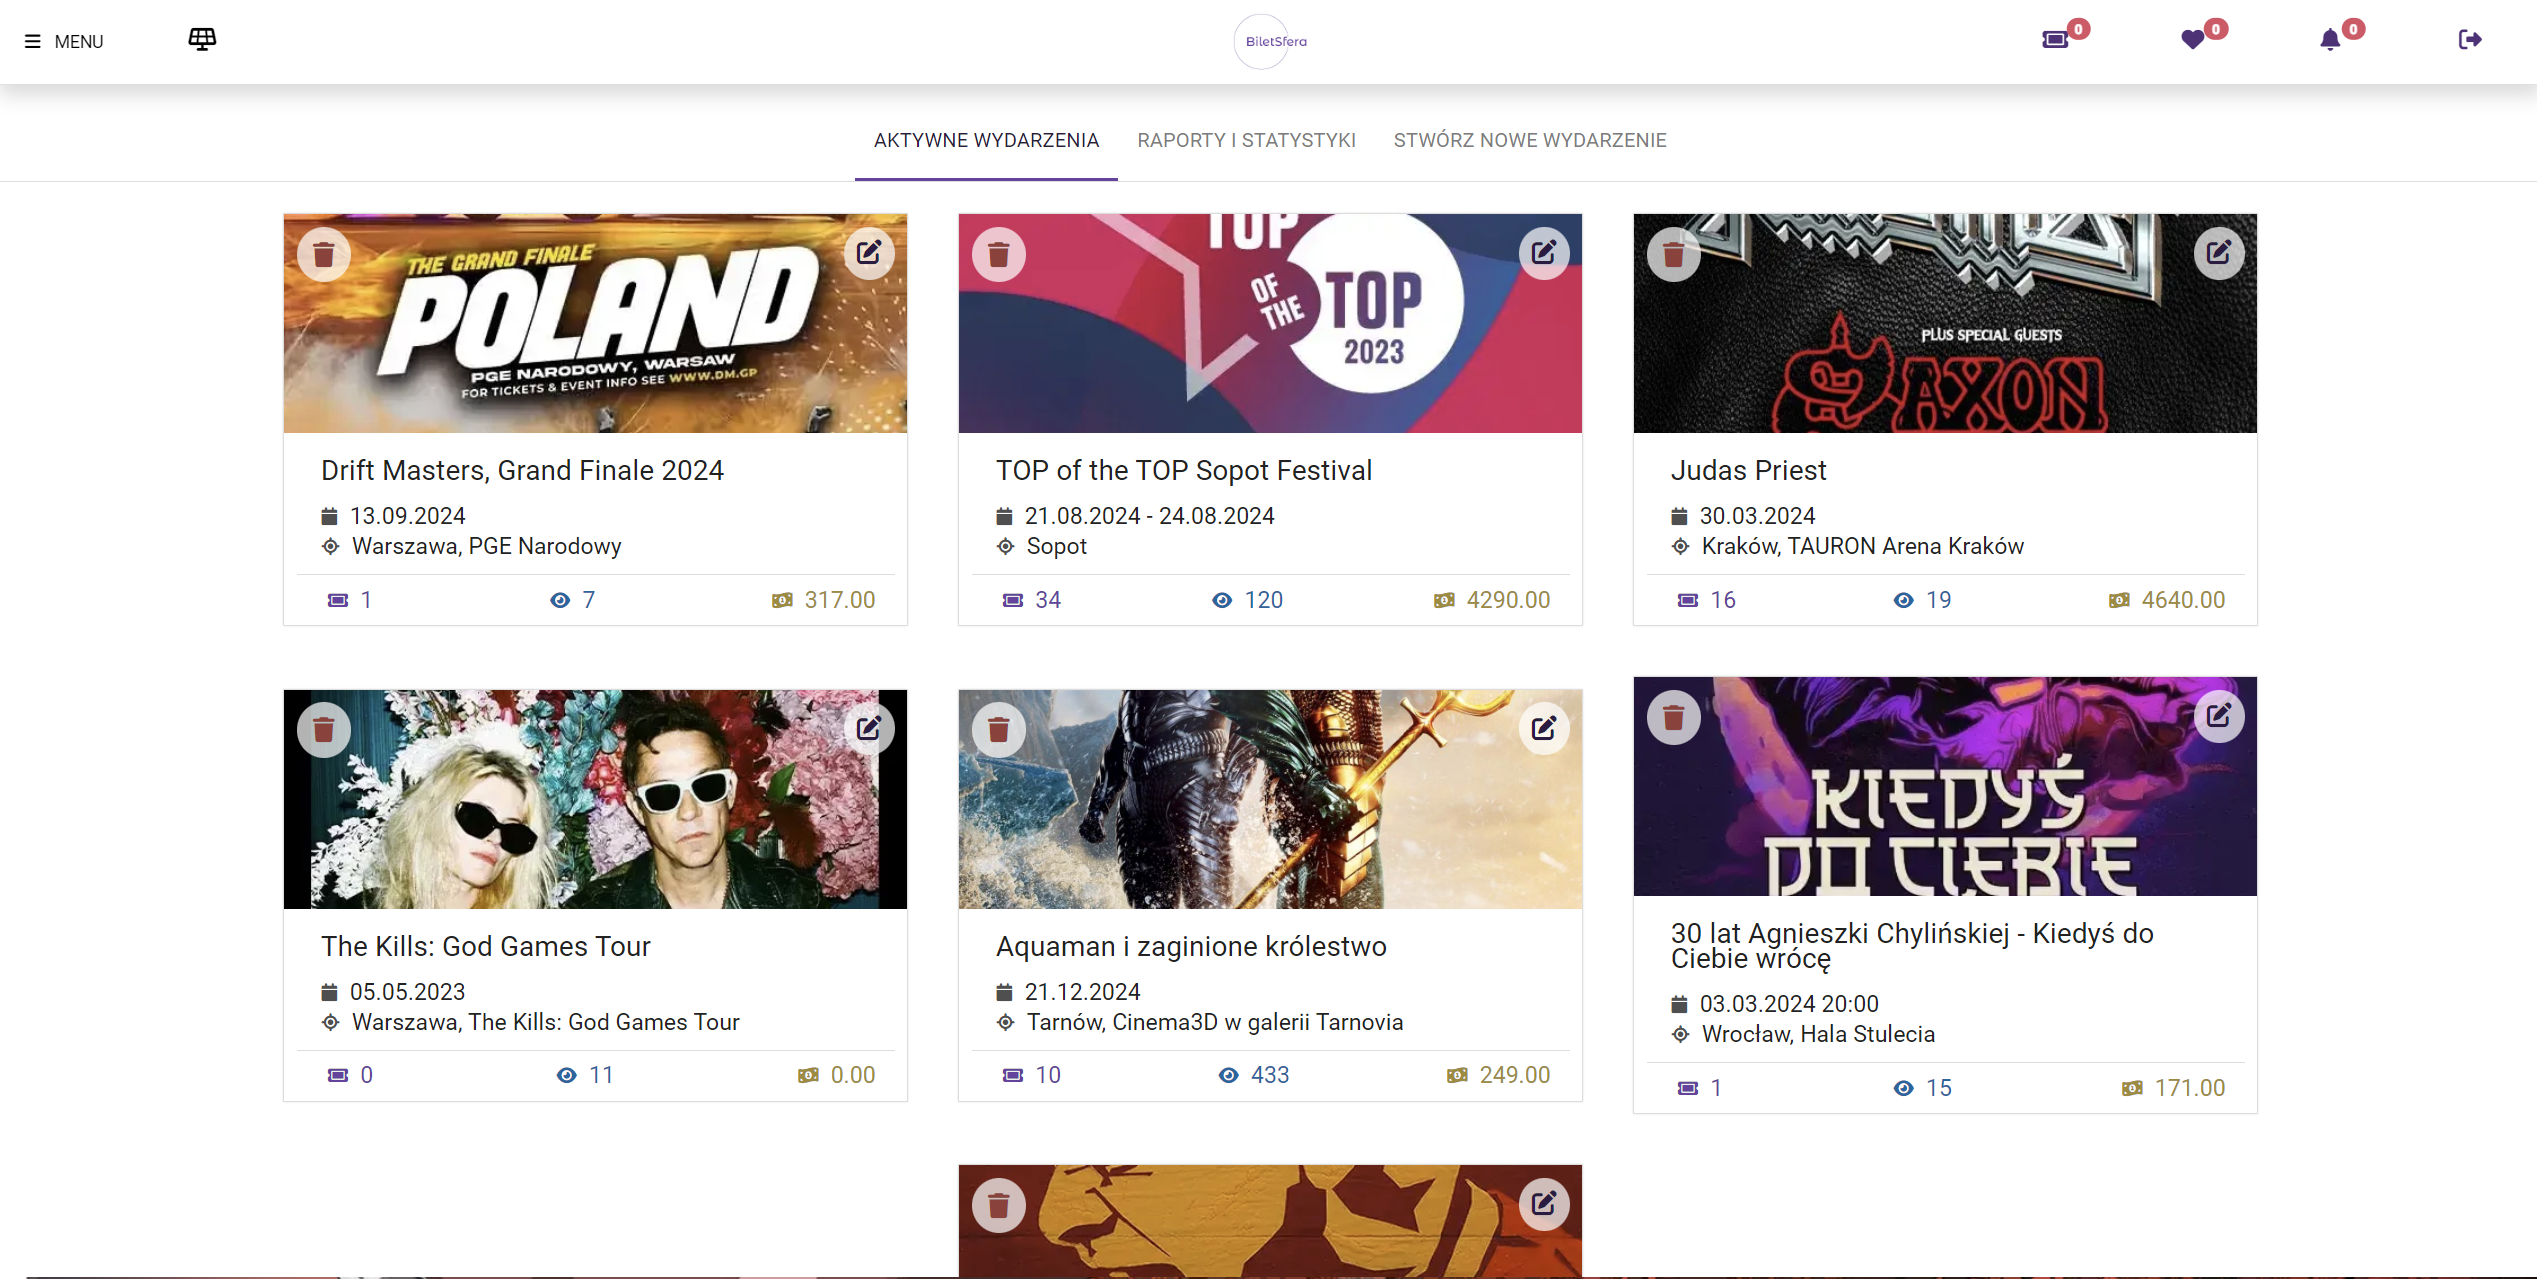 MENU
BiletSfera
0
0
0
AKTYWNE WYDARZENIA
RAPORTY I STATYSTYKI
STWÓRZ NOWE WYDARZENIE
THE GRAND FINALE
POLAND
PGE NARODOWY, WARSAW
FOR TICKETS & EVENT INFO SEE WWW.DM.GP
Drift Masters, Grand Finale 2024
13.09.2024
Warszawa, PGE Narodowy
1
7
317.00
TOP
OF THE
TOP
2023
TOP of the TOP Sopot Festival
21.08.2024 - 24.08.2024
Sopot
34
120
4290.00
PLUS SPECIAL GUESTS
SAXON
Judas Priest
30.03.2024
Kraków, TAURON Arena Kraków
16
19
4640.00
The Kills: God Games Tour
05.05.2023
Warszawa, The Kills: God Games Tour
0
11
0.00
Aquaman i zaginione królestwo
21.12.2024
Tarnów, Cinema3D w galerii Tarnovia
10
433
249.00
KIEDYŚ
DO CIEBIE
30 lat Agnieszki Chylińskiej - Kiedyś do
Ciebie wrócę
03.03.2024 20:00
Wrocław, Hala Stulecia
1
15
171.00